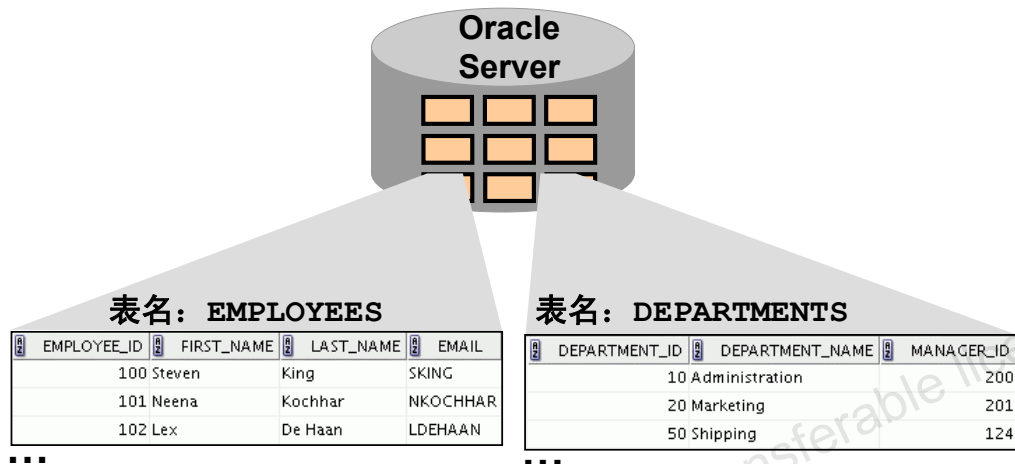 Oracle
Server
表名：EMPLOYEES
EMPLOYEE_ID FIRST_NAME LAST_NAME EMAIL
100 Steven King SKING
101 Neena Kochhar NKOCHHAR
102 Lex De Haan LDEHAAN
...
表名：DEPARTMENTS
DEPARTMENT_ID DEPARTMENT_NAME MANAGER_ID
10 Administration 200
20 Marketing 201
50 Shipping 124
...